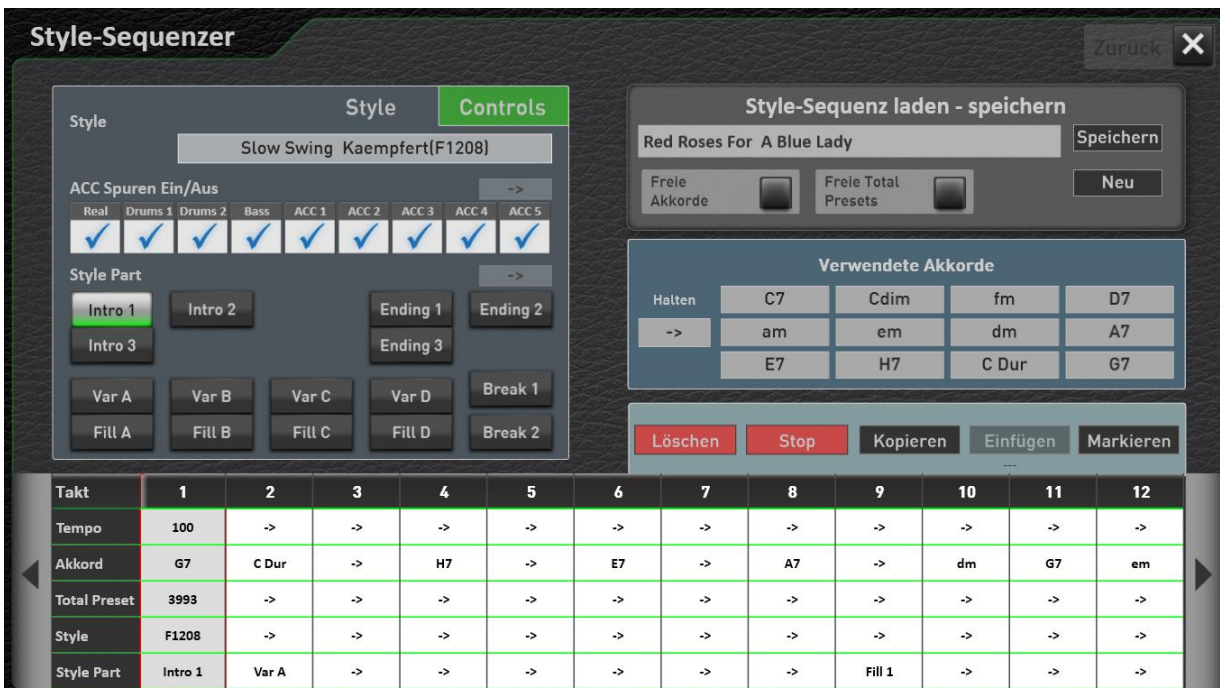 Style-Sequenzer
Zurück
Style Controls
Style
Slow Swing Kaempfert(F1208)
ACC Spuren Ein/Aus ->
Real Drums 1 Drums 2 Bass ACC 1 ACC 2 ACC 3 ACC 4 ACC 5
Style Part ->
Intro 1 Intro 2 Ending 1 Ending 2
Intro 3 Ending 3
Var A Var B Var C Var D Break 1
Fill A Fill B Fill C Fill D Break 2
Style-Sequenz laden - speichern
Red Roses For A Blue Lady Speichern
Freie Akkorde Freie Total Presets Neu
Verwendete Akkorde
Halten C7 Cdim fm D7
-> am em dm A7
E7 H7 C Dur G7
Löschen Stop Kopieren Einfügen Markieren
---
Takt 1 2 3 4 5 6 7 8 9 10 11 12
Tempo 100 -> -> -> -> -> -> -> -> -> -> ->
Akkord G7 C Dur -> H7 -> E7 -> A7 -> dm G7 em
Total Preset 3993 -> -> -> -> -> -> -> -> -> -> ->
Style F1208 -> -> -> -> -> -> -> -> -> -> ->
Style Part Intro 1 Var A -> -> -> -> -> -> Fill 1 -> -> ->